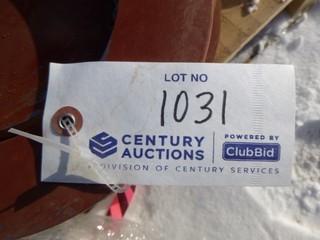 LOT NO
1031
CENTURY
AUCTIONS
POWERED BY
ClubBid
DIVISION OF CENTURY SERVICES